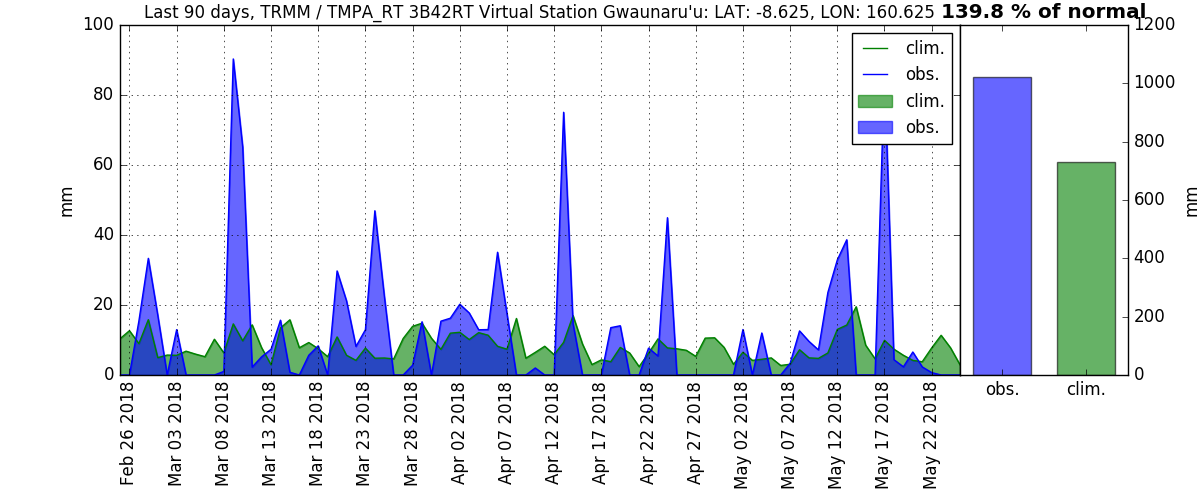 Last 90 days, TRMM / TMPA_RT 3B42RT Virtual Station Gwaunaru'u: LAT: -8.625, LON: 160.625 139.8 % of normal
100
80
60
40
20
0
mm
clim.
obs.
clim.
obs.
1200
1000
800
600
400
200
0
mm
obs.
clim.
Feb 26 2018
Mar 03 2018
Mar 08 2018
Mar 13 2018
Mar 18 2018
Mar 23 2018
Mar 28 2018
Apr 02 2018
Apr 07 2018
Apr 12 2018
Apr 17 2018
Apr 22 2018
Apr 27 2018
May 02 2018
May 07 2018
May 12 2018
May 17 2018
May 22 2018